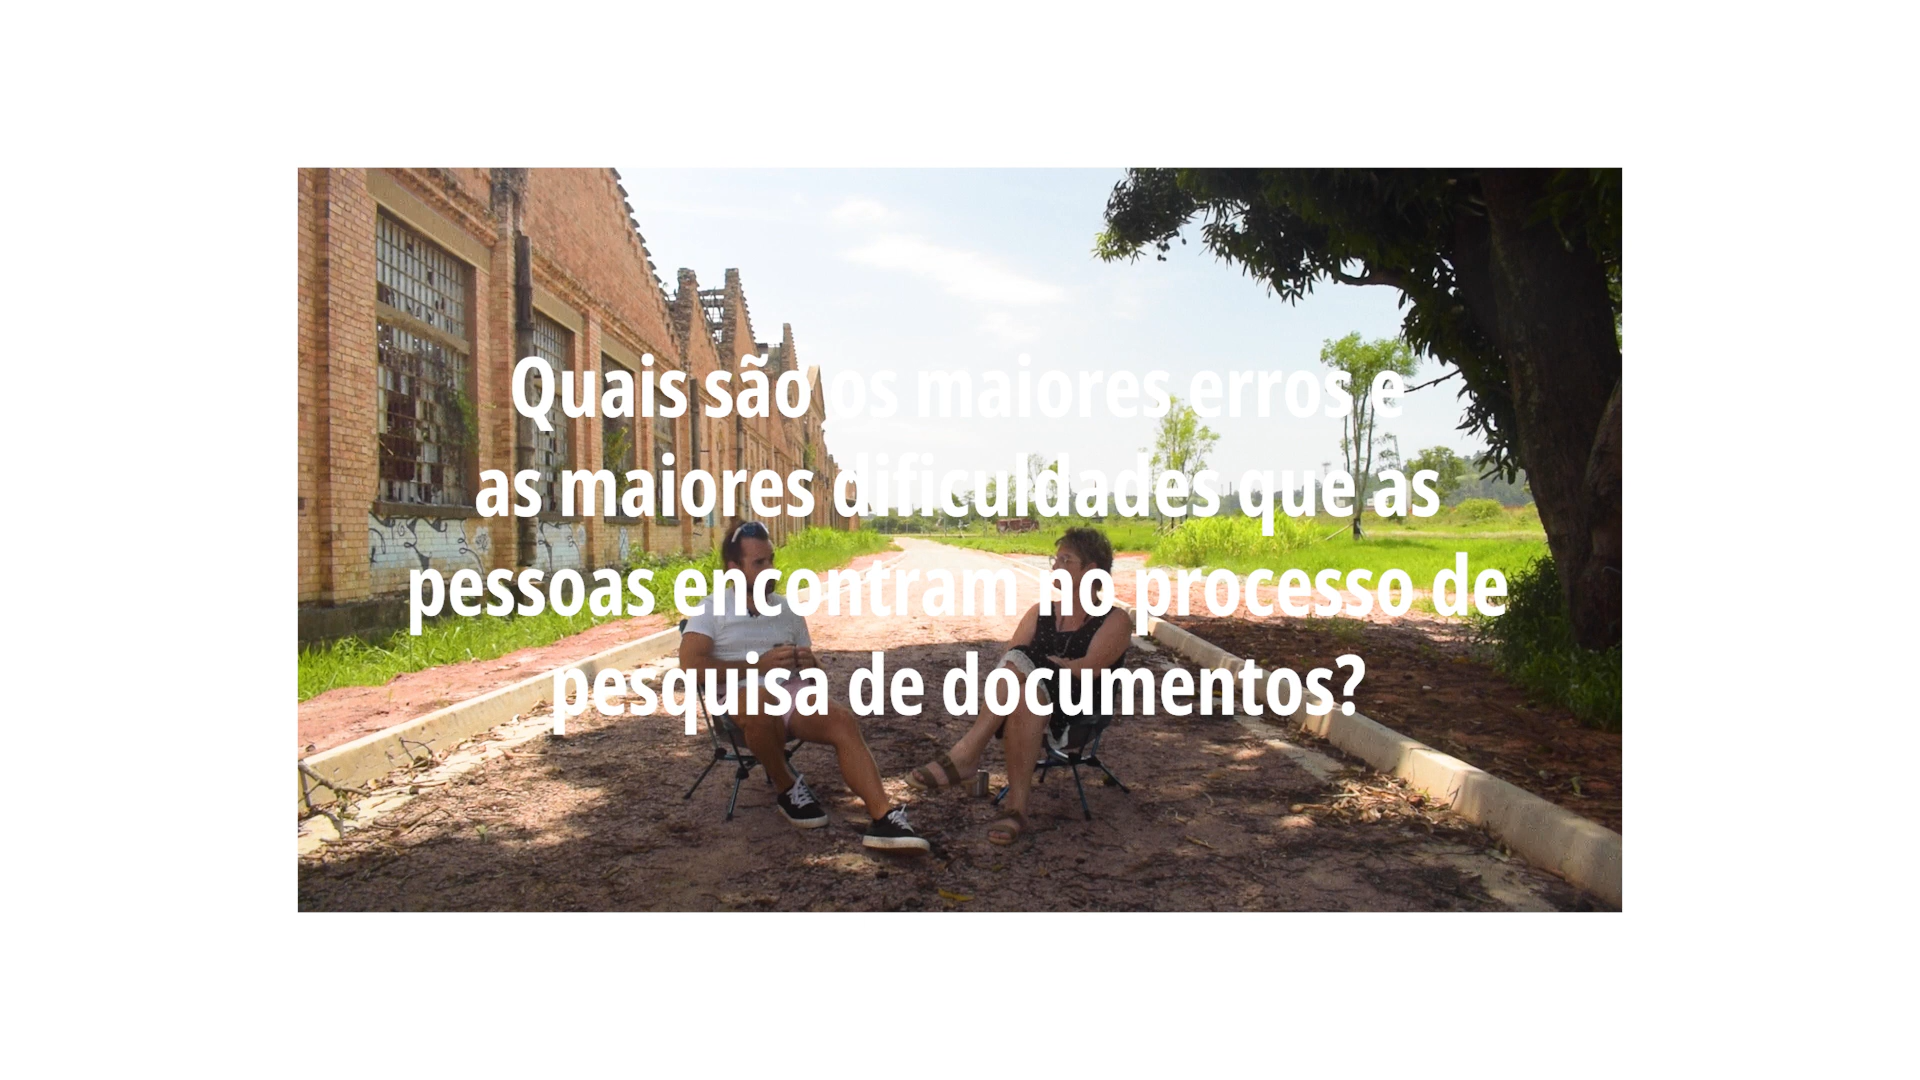 Quais são os maiores erros e
as maiores dificuldades que as
pessoas encontram no processo de
pesquisa de documentos?